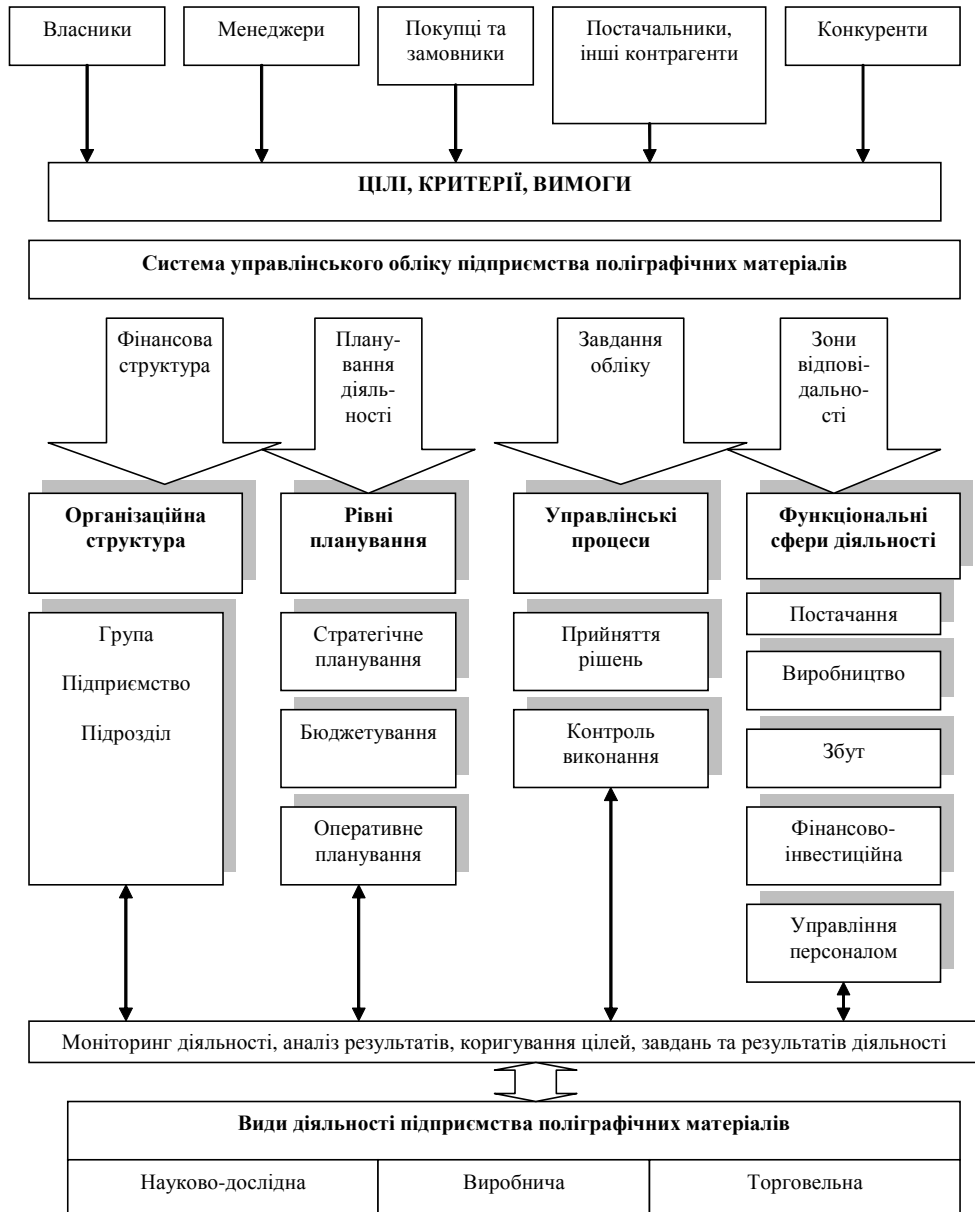 Власники
Менеджери
Покупці та
замовники
Постачальники,
інші контрагенти
Конкуренти
ЦІЛІ, КРИТЕРІЇ, ВИМОГИ
Система управлінського обліку підприємства поліграфічних матеріалів
Фінансова
структура
Плану-
вання
діяль-
ності
Завдання
обліку
Зони
відпові-
дально-
сті
Організаційна
структура
Рівні
планування
Управлінські
процеси
Функціональні
сфери діяльності
Група
Підприємство
Підрозділ
Стратегічне
планування
Бюджетування
Оперативне
планування
Прийняття
рішень
Контроль
виконання
Постачання
Виробництво
Збут
Фінансово-
інвестиційна
Управління
персоналом
Моніторинг діяльності, аналіз результатів, коригування цілей, завдань та результатів діяльності
Види діяльності підприємства поліграфічних матеріалів
Науково-дослідна
Виробнича
Торговельна